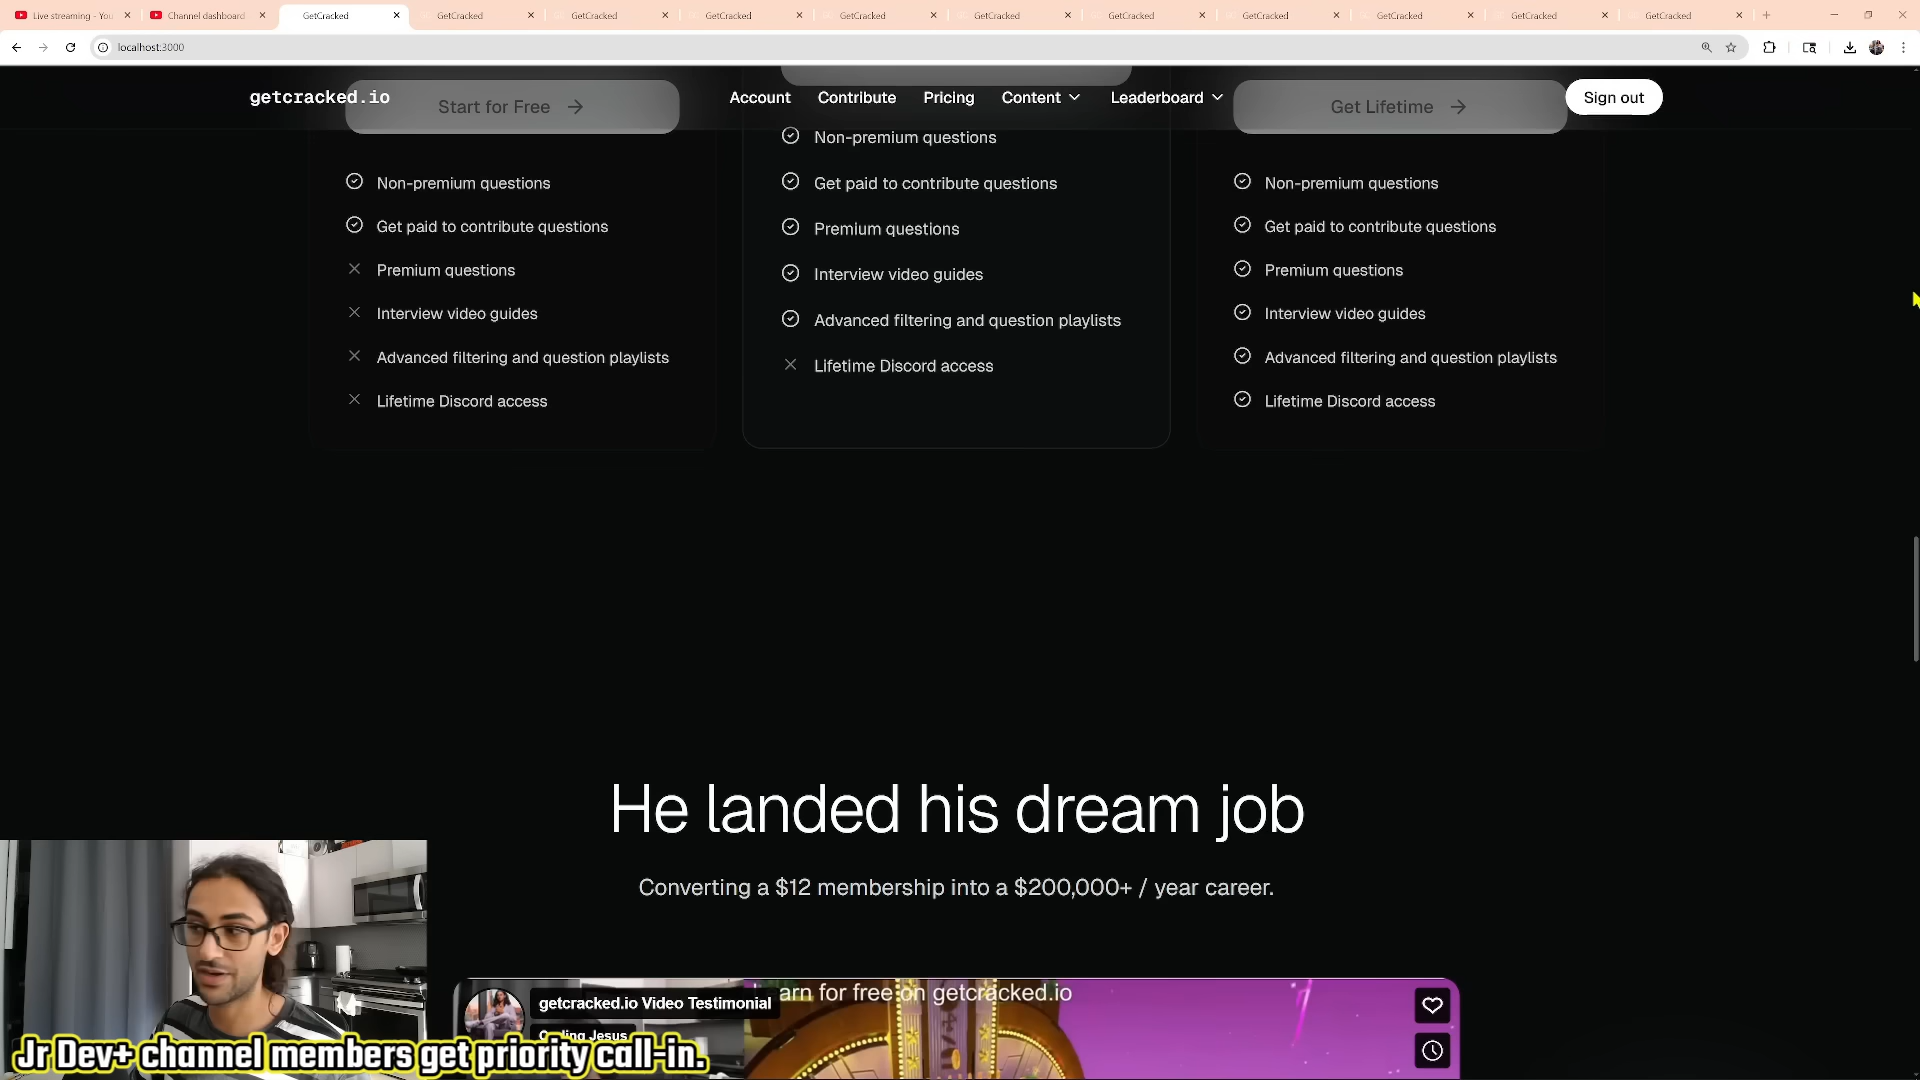 Live streaming - You
Channel dashboard
GetCracked
GetCracked
GetCracked
GetCracked
GetCracked
GetCracked
GetCracked
GetCracked
GetCracked
GetCracked
GetCracked
localhost:3000
getcracked.io
Account
Contribute
Pricing
Content
Leaderboard
Sign out
Start for Free
Non-premium questions
Get paid to contribute questions
Premium questions
Interview video guides
Advanced filtering and question playlists
Lifetime Discord access
Non-premium questions
Get paid to contribute questions
Premium questions
Interview video guides
Advanced filtering and question playlists
Lifetime Discord access
Get Lifetime
Non-premium questions
Get paid to contribute questions
Premium questions
Interview video guides
Advanced filtering and question playlists
Lifetime Discord access
He landed his dream job
Converting a $12 membership into a $200,000+ / year career.
getcracked.io Video Testimonial
arn for free on getcracked.io
Coding Jesus
Jr Dev+ channel members get priority call-in.